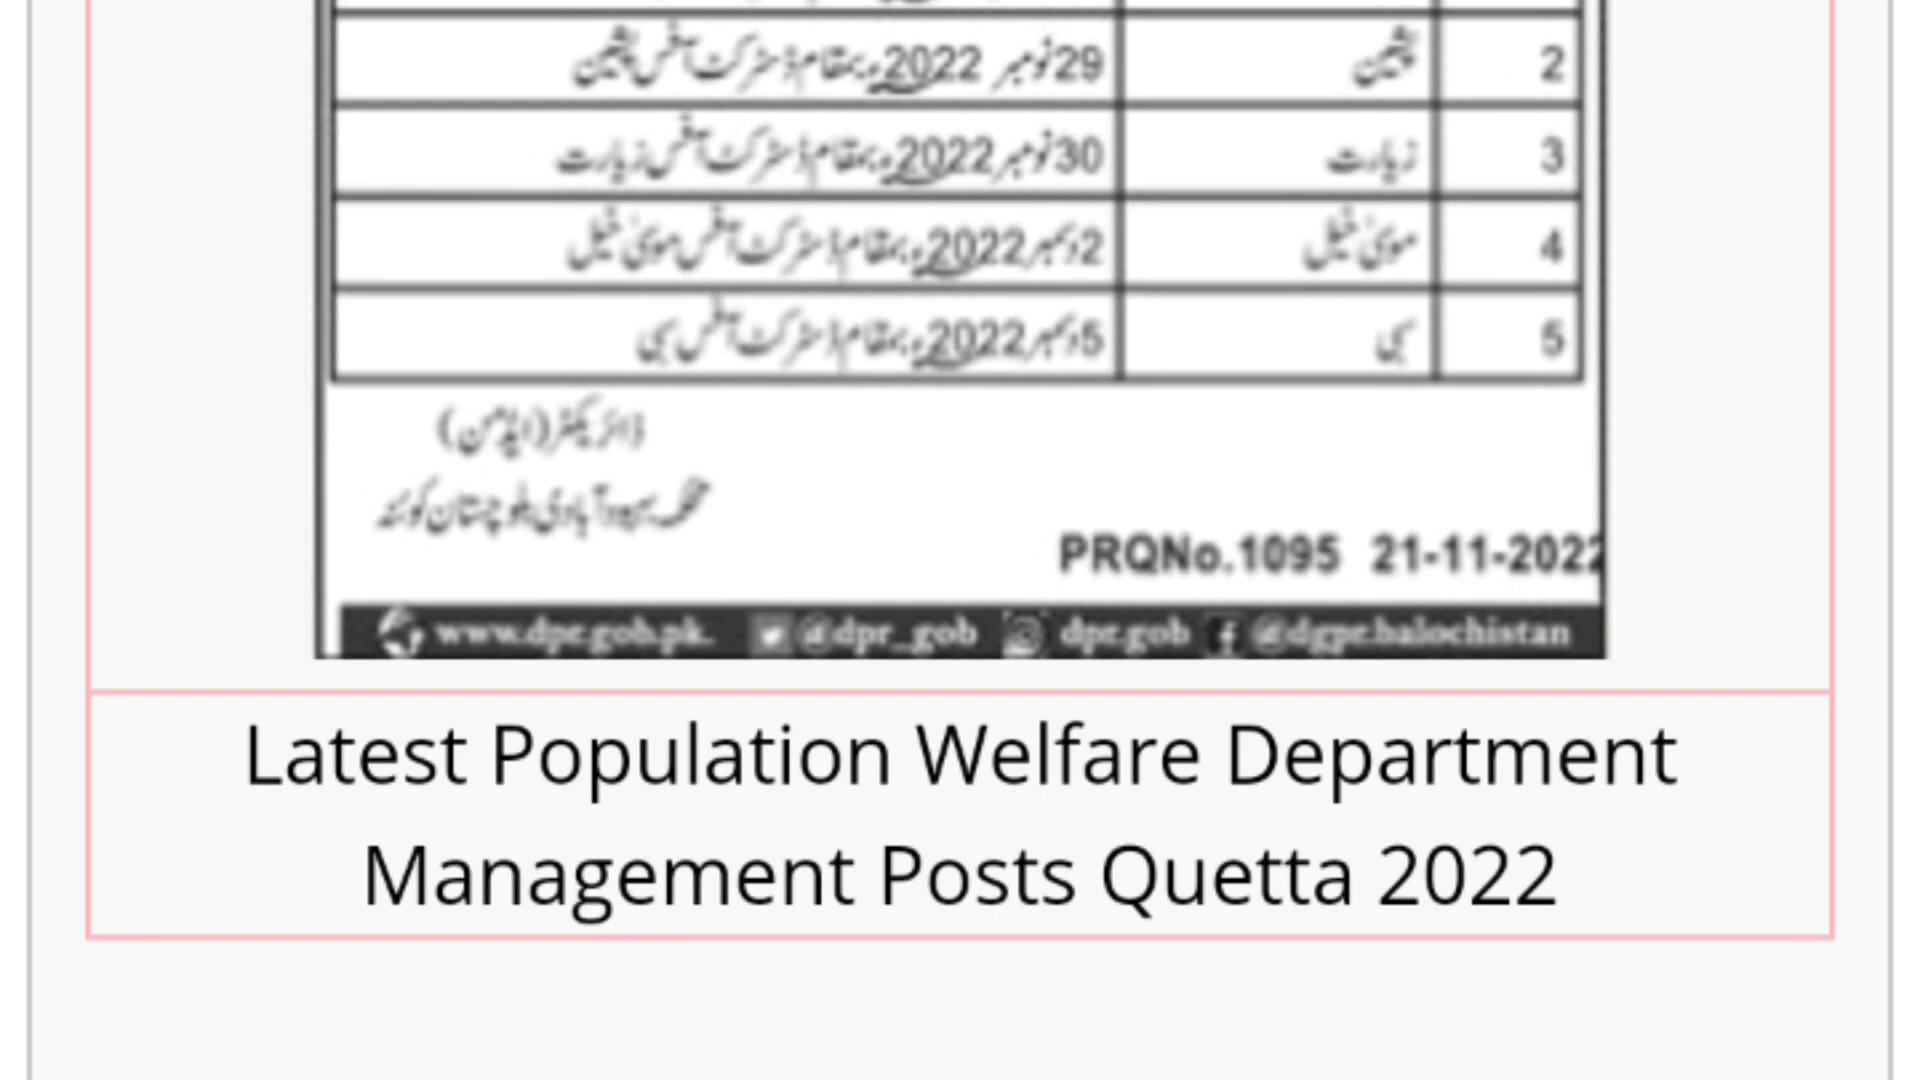 2 پشین 29 نومبر 2022ء بمقام ڈسٹرکٹ آفس پشین
3 زیارت 30 نومبر 2022ء بمقام ڈسٹرکٹ آفس زیارت
4 موسیٰ خیل 2 دسمبر 2022ء بمقام ڈسٹرکٹ آفس موسیٰ خیل
5 سبی 5 دسمبر 2022ء بمقام ڈسٹرکٹ آفس سبی
ڈائریکٹر (ایڈمن)
محکمہ بہبود آبادی بلوچستان کوئٹہ
PRQNo.1095 21-11-2022
www.dpr.gob.pk. @dpr_gob dpr.gob @dgpr.balochistan
Latest Population Welfare Department
Management Posts Quetta 2022